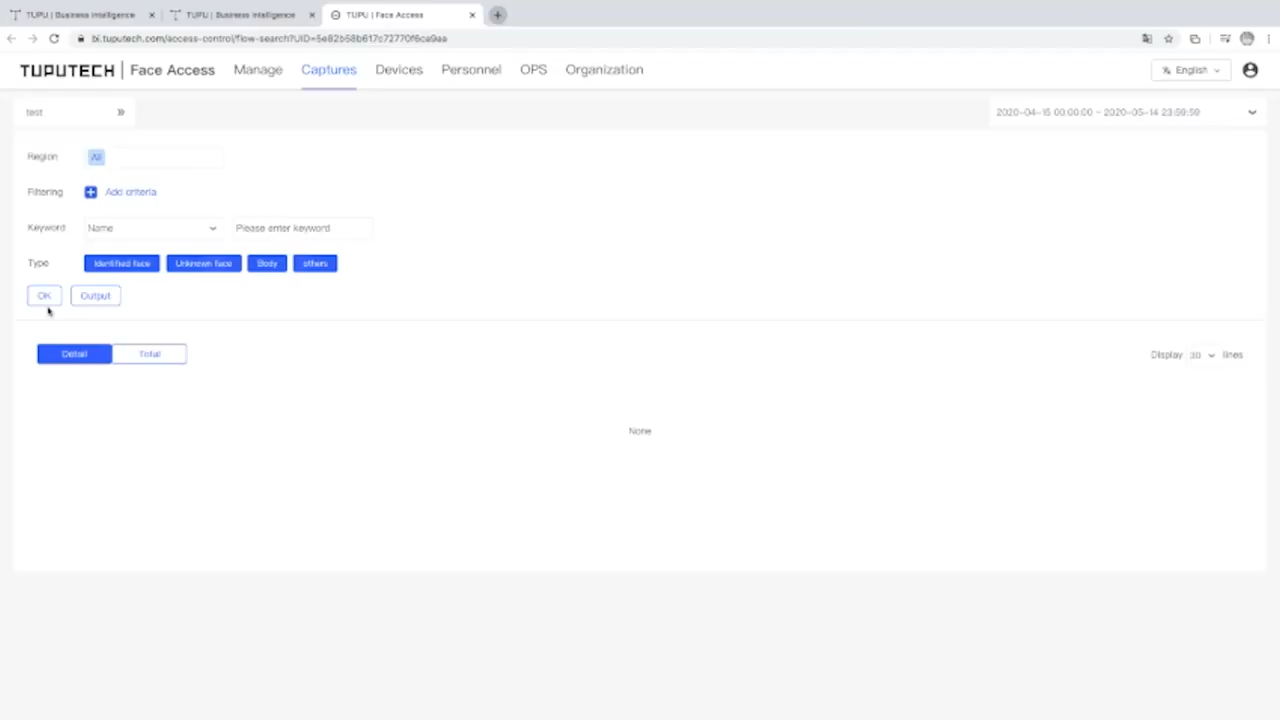 TUPU | Business Intelligence
TUPU | Business Intelligence
TUPU | Face Access
bi.tuputech.com/access-control/flow-search?UID=5e82b58b617c72770f6ca9aa
TUPUTECH | Face Access
Manage
Captures
Devices
Personnel
OPS
Organization
English
test
2020-04-15 00:00:00 - 2020-05-14 23:59:59
Region
All
Filtering
Add criteria
Keyword
Name
Please enter keyword
Type
Identified face
Unknown face
Body
others
OK
Output
Detail
Total
Display 30 lines
None